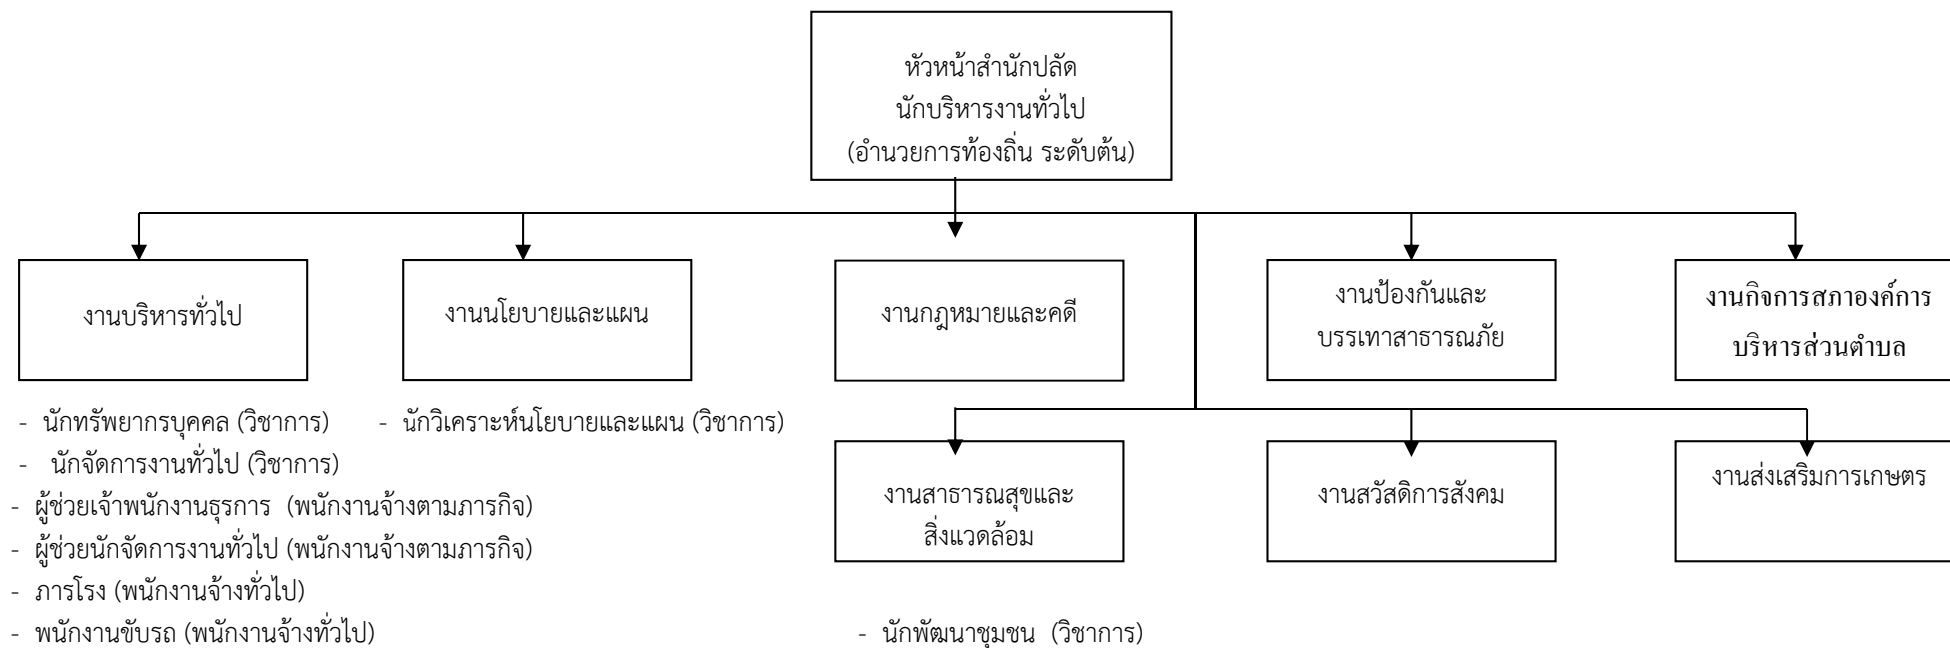 หัวหน้าสำนักปลัด
นักบริหารงานทั่วไป
(อำนวยการท้องถิ่น ระดับต้น)
งานบริหารทั่วไป
งานนโยบายและแผน
งานกฎหมายและคดี
งานป้องกันและ
บรรเทาสาธารณภัย
งานกิจการสภาองค์การ
บริหารส่วนตำบล
- นักทรัพยากรบุคคล (วิชาการ)
- นักจัดการงานทั่วไป (วิชาการ)
- ผู้ช่วยเจ้าพนักงานธุรการ (พนักงานจ้างตามภารกิจ)
- ผู้ช่วยนักจัดการงานทั่วไป (พนักงานจ้างตามภารกิจ)
- ภารโรง (พนักงานจ้างทั่วไป)
- พนักงานขับรถ (พนักงานจ้างทั่วไป)
- นักวิเคราะห์นโยบายและแผน (วิชาการ)
งานสาธารณสุขและ
สิ่งแวดล้อม
งานสวัสดิการสังคม
งานส่งเสริมการเกษตร
- นักพัฒนาชุมชน (วิชาการ)